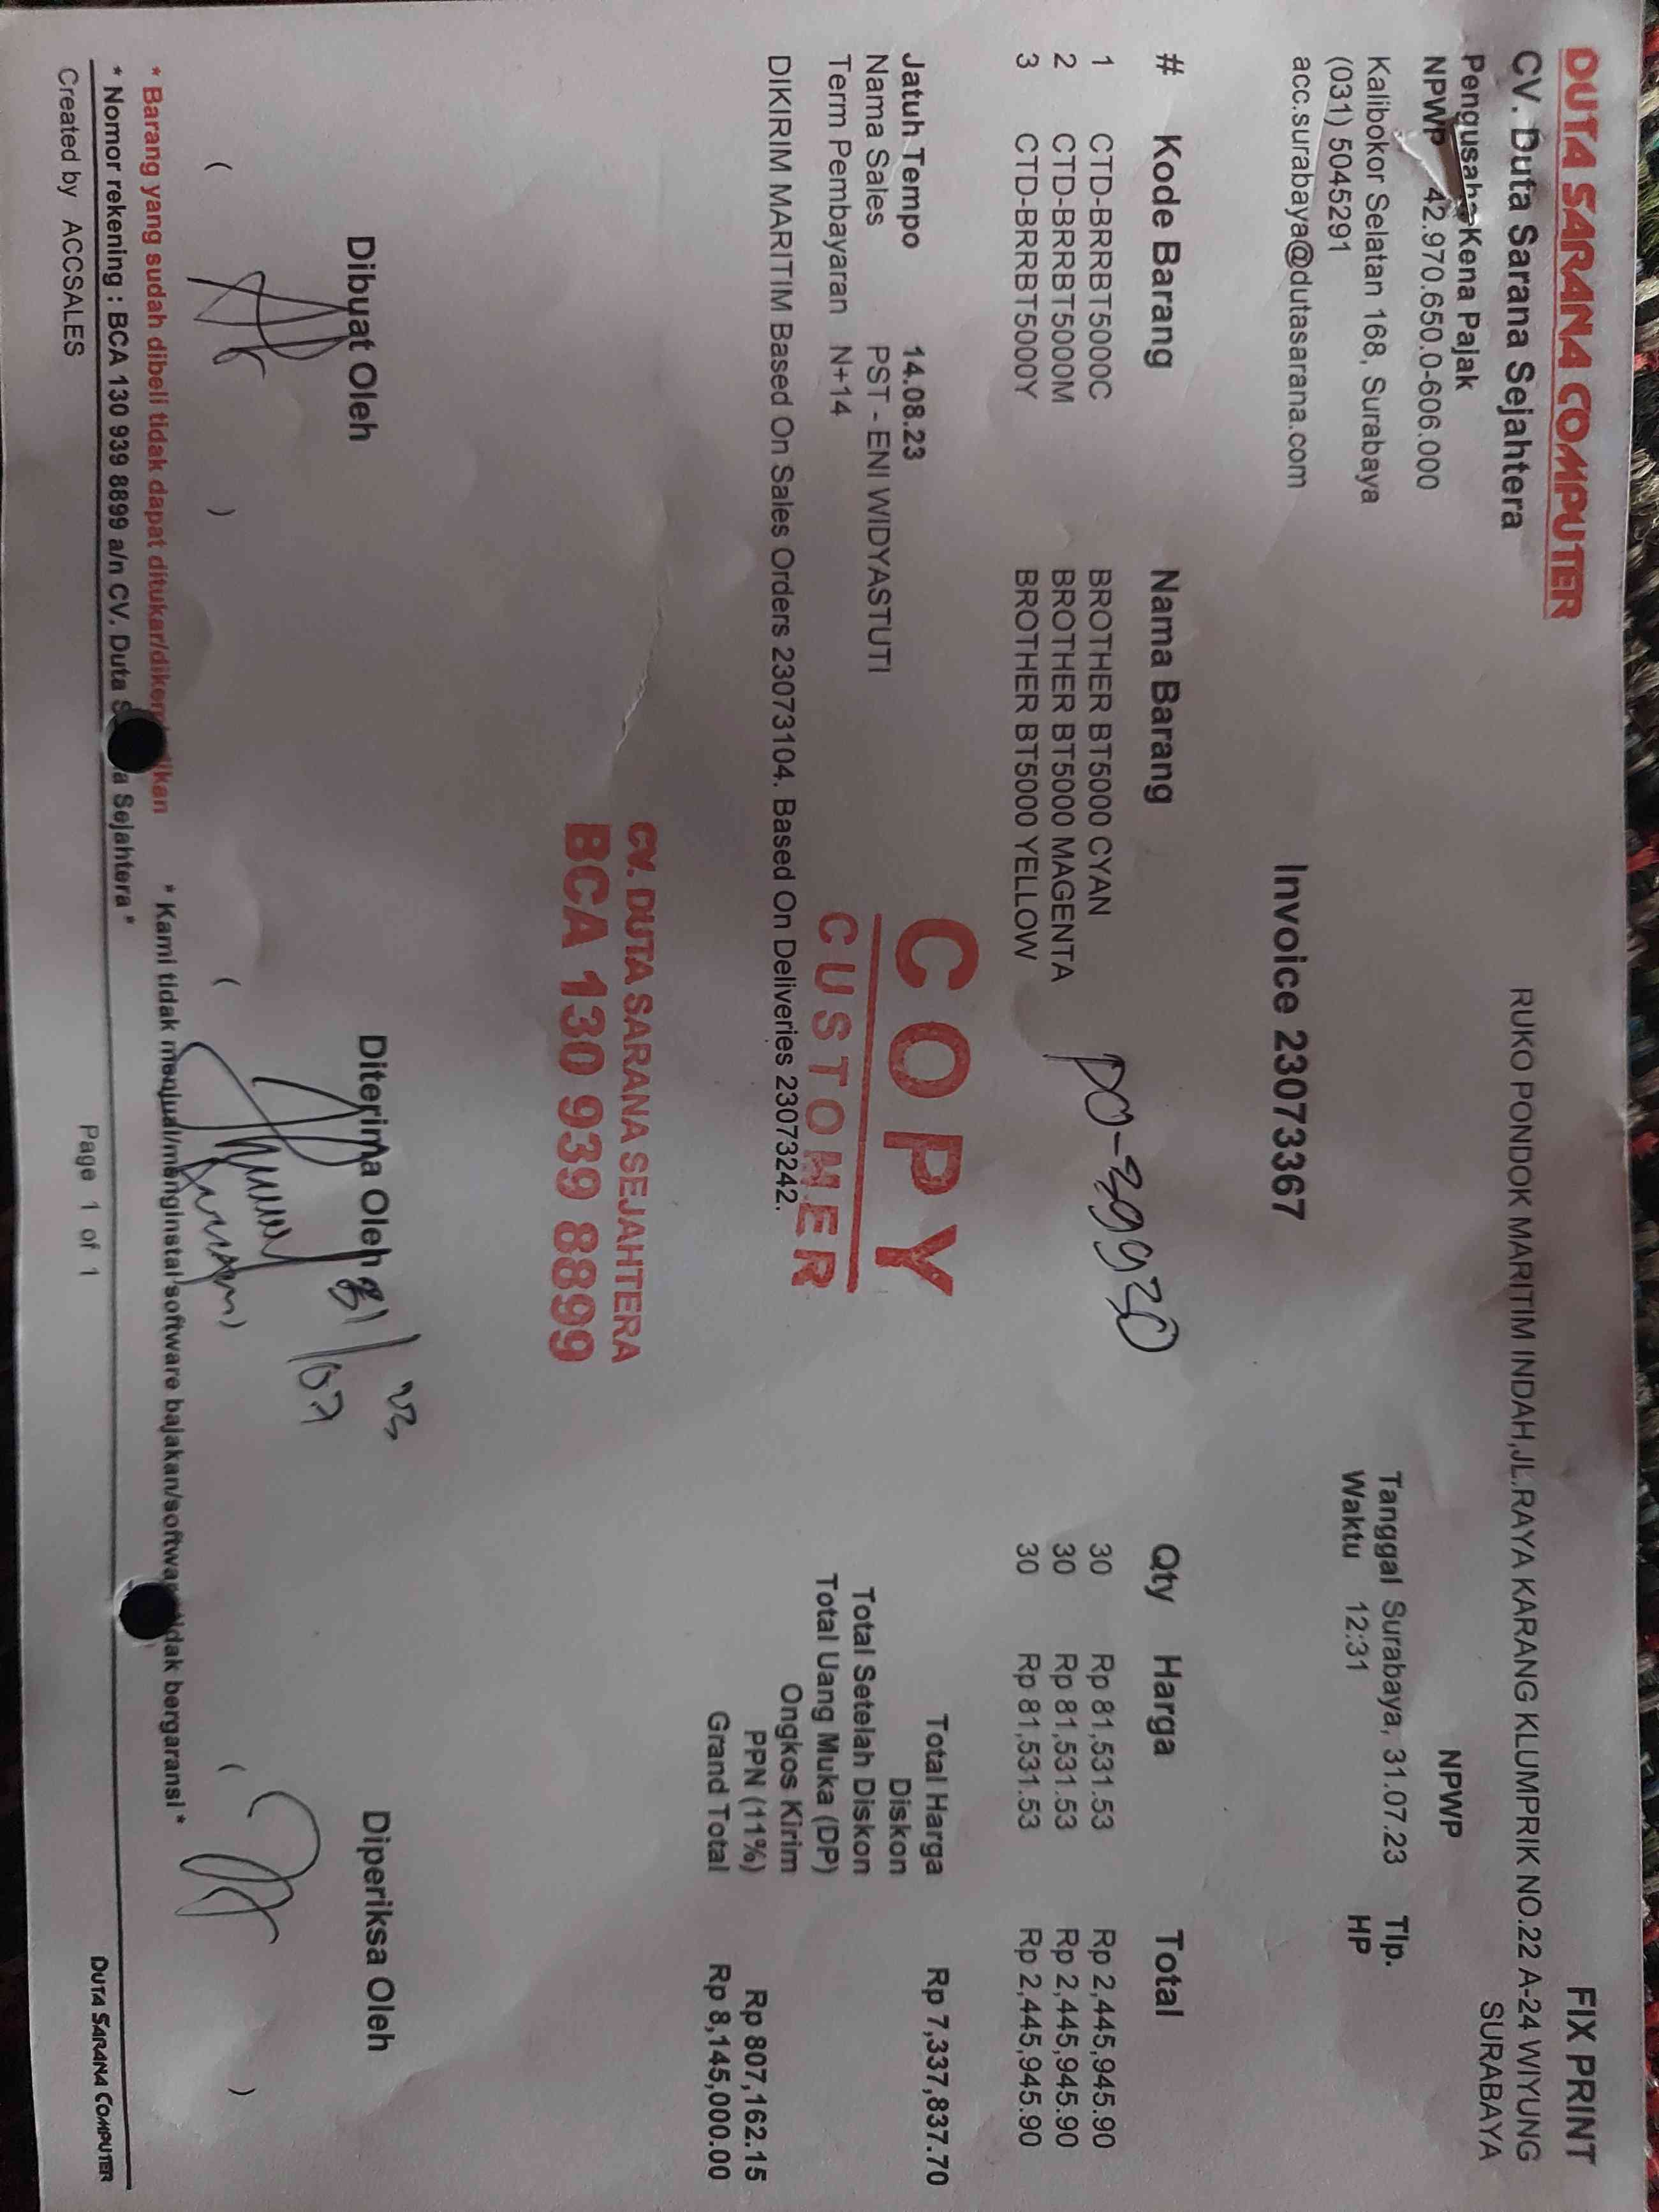 DUTA SARANA COMPUTER
CV. Duta Sarana Sejahtera
Pengusaha Kena Pajak
NPWP 42.970.650.0-606.000
Kalibokor Selatan 168, Surabaya
(031) 5045291
acc.surabaya@dutasarana.com
FIX PRINT
RUKO PONDOK MARITIM INDAH,JL.RAYA KARANG KLUMPRIK NO.22 A-24 WIYUNG
SURABAYA
NPWP
Tanggal Surabaya, 31.07.23 Tlp.
Waktu 12:31 HP
Invoice 23073367
# Kode Barang Nama Barang Qty Harga Total
1 CTD-BRRBT5000C BROTHER BT5000 CYAN 30 Rp 81,531.53 Rp 2,445,945.90
2 CTD-BRRBT5000M BROTHER BT5000 MAGENTA 30 Rp 81,531.53 Rp 2,445,945.90
3 CTD-BRRBT5000Y BROTHER BT5000 YELLOW 30 Rp 81,531.53 Rp 2,445,945.90
Jatuh Tempo 14.08.23
Nama Sales PST - ENI WIDYASTUTI
Term Pembayaran N+14
DIKIRIM MARITIM Based On Sales Orders 23073104. Based On Deliveries 23073242.
COPY
CUSTOMER
Total Harga Rp 7,337,837.70
Diskon
Total Setelah Diskon
Total Uang Muka (DP)
Ongkos Kirim
PPN (11%) Rp 807,162.15
Grand Total Rp 8,145,000.00
CV. DUTA SARANA SEJAHTERA
BCA 130 939 8899
Dibuat Oleh Diterima Oleh Diperiksa Oleh
( ) ( ) ( )
* Barang yang sudah dibeli tidak dapat ditukar/dikembalikan * Kami tidak menjual/menginstal software bajakan/software tidak bergaransi *
* Nomor rekening : BCA 130 939 8899 a/n CV. Duta Sarana Sejahtera *
Created by ACCSALES Page 1 of 1 DUTA SARANA COMPUTER